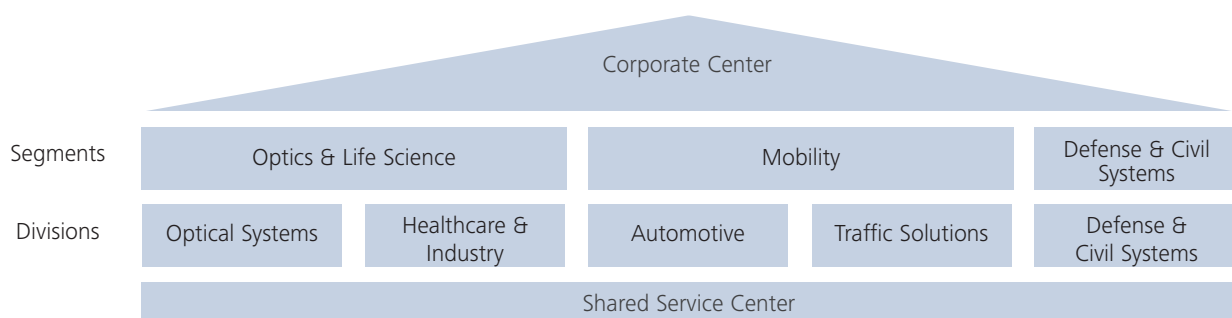 Corporate Center
Segments
Optics & Life Science
Mobility
Defense & Civil
Systems
Divisions
Optical Systems
Healthcare &
Industry
Automotive
Traffic Solutions
Defense &
Civil Systems
Shared Service Center